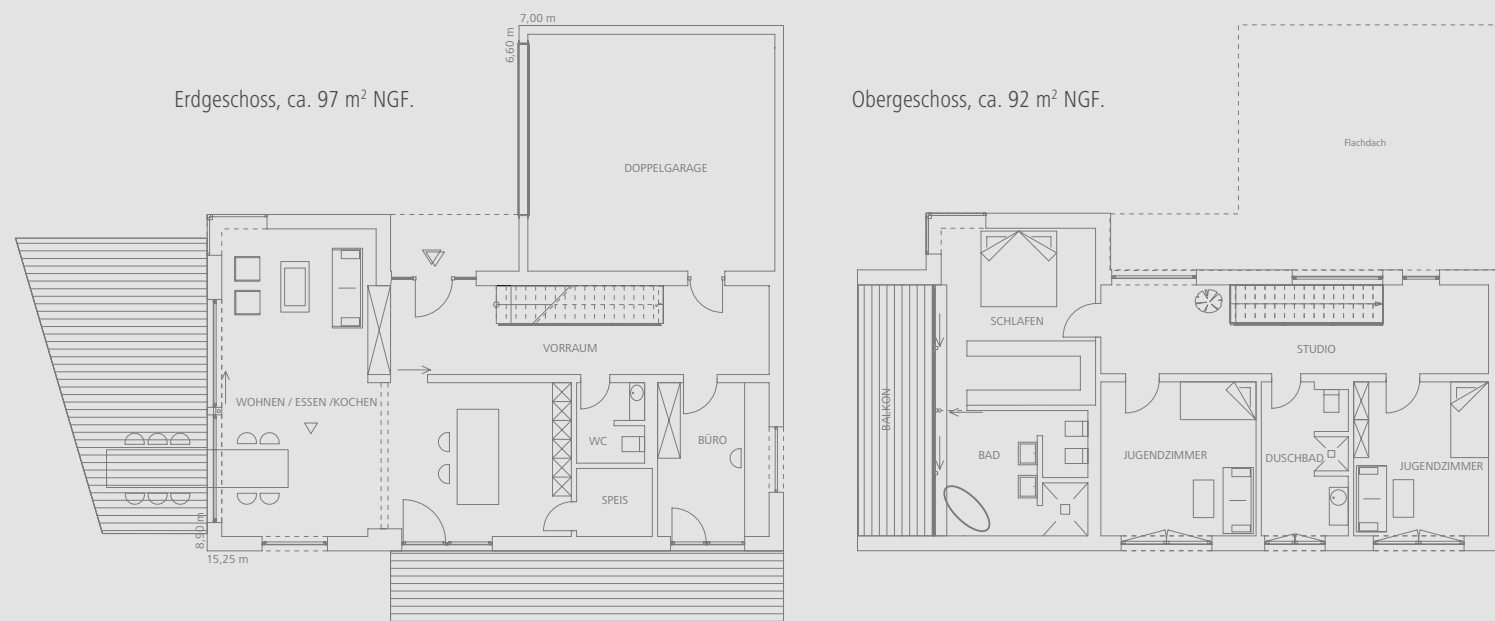 7,00 m
6,60 m
Erdgeschoss, ca. 97 m² NGF.
DOPPELGARAGE
VORRAUM
WOHNEN / ESSEN /KOCHEN
WC
BÜRO
SPEIS
8,90 m
15,25 m
Obergeschoss, ca. 92 m² NGF.
Flachdach
SCHLAFEN
STUDIO
BALKON
BAD
JUGENDZIMMER
DUSCHBAD
JUGENDZIMMER